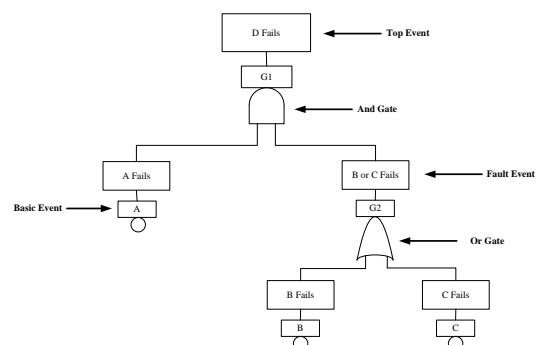 D Fails
Top Event
G1
And Gate
A Fails
B or C Fails
Fault Event
Basic Event
A
G2
Or Gate
B Fails
C Fails
B
C